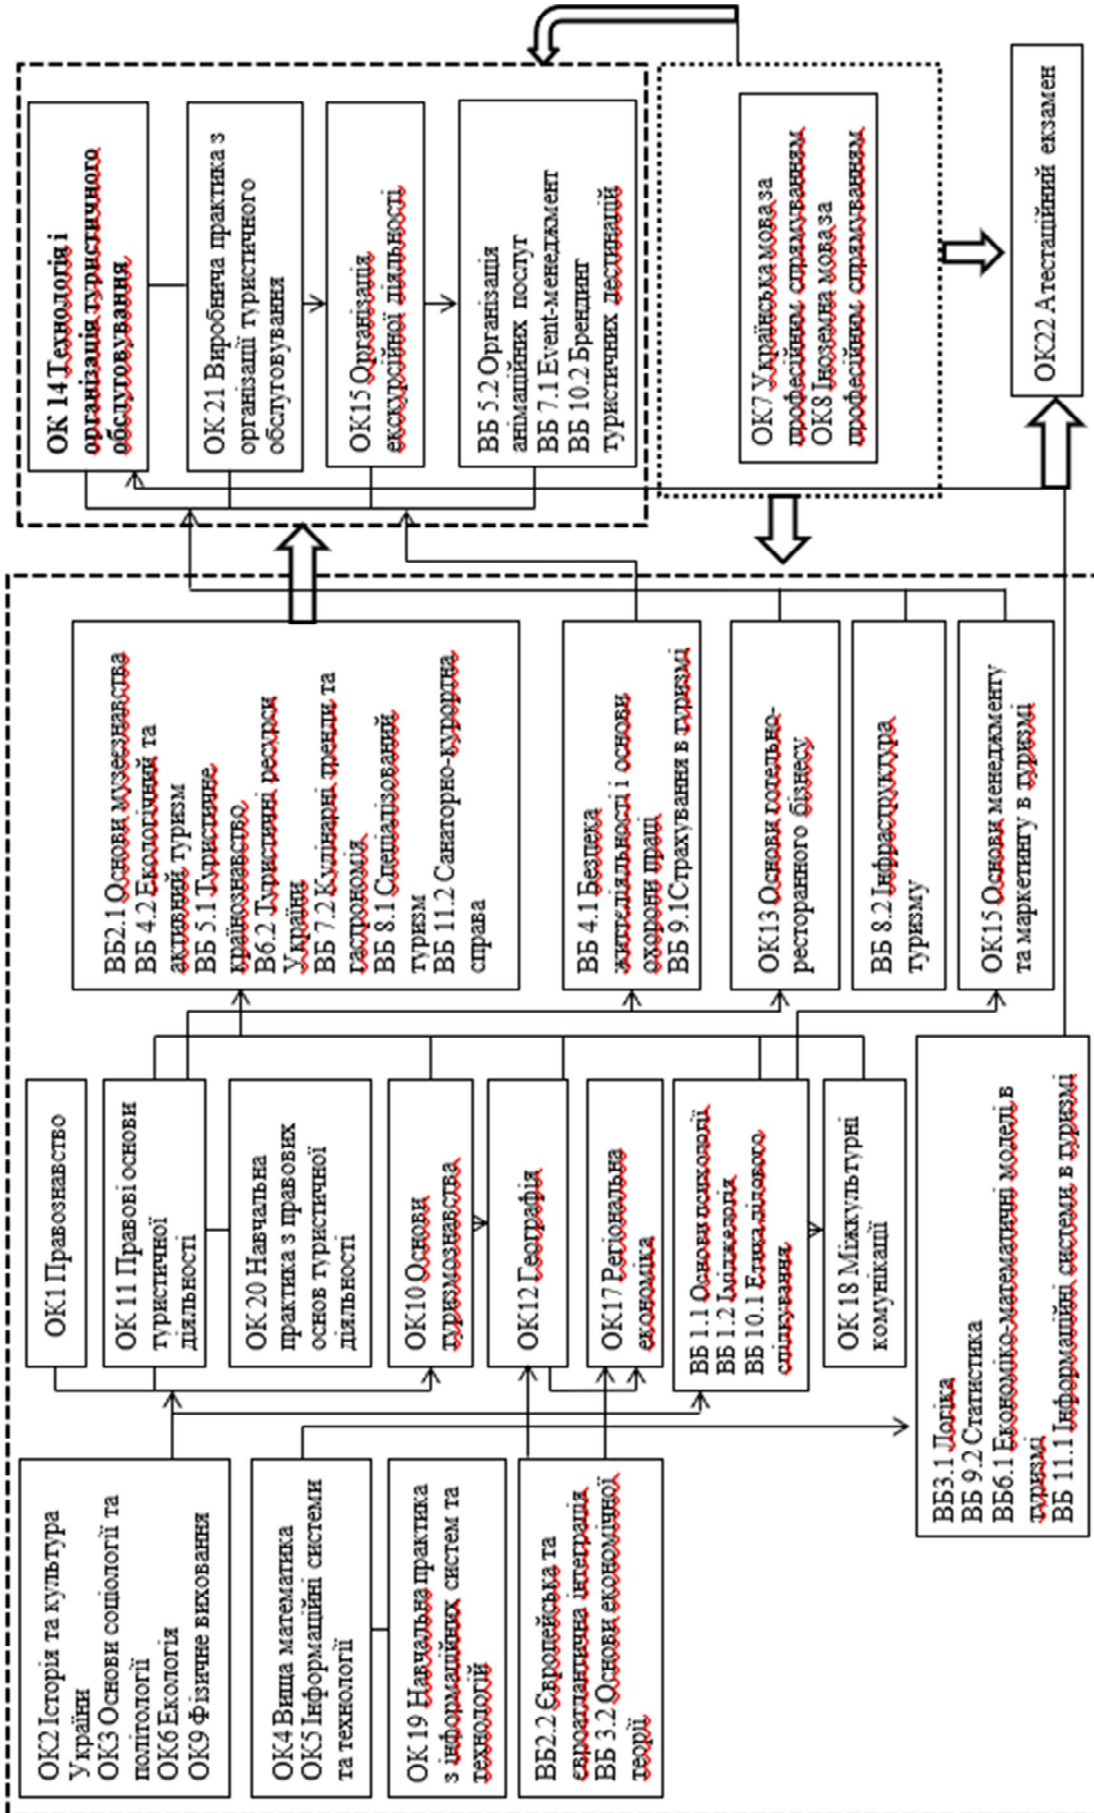 ОК2 Історія та культура
України
ОК3 Основи соціології та
політології
ОК6 Екологія
ОК9 Фізичне виховання
ОК4 Вища математика
ОК5 Інформаційні системи
та технології
ОК 19 Навчальна практика
з інформаційних систем та
технологій
ВБ2.2 Європейська та
євроатлантична інтеграція
ВБ 3.2 Основи економічної
теорії
ОК1 Правознавство
ОК 11 Правові основи
туристичної
діяльності
ОК 20 Навчальна
практика з правових
основ туристичної
діяльності
ОК10 Основи
туризмознавства
ОК12 Географія
ОК17 Регіональна
економіка
ВБ 1.1 Основи психології
ВБ 1.2 Іміджелогія
ВБ 10.1 Етика ділового
спілкування
ОК 18 Міжкультурні
комунікації
ВБ3.1 Логіка
ВБ 9.2 Статистика
ВБ6.1 Економіко-математичні моделі в
туризмі
ВБ 11.1 Інформаційні системи в туризмі
ВБ2.1 Основи музеєзнавства
ВБ 4.2 Екологічний та
активний туризм
ВБ 5.1 Туристичне
країнознавство
В6.2 Туристичні ресурси
України
ВБ 7.2 Кулінарні тренди та
гастрономія
ВБ 8.1 Спеціалізований
туризм
ВБ 11.2 Санаторно-курортна
справа
ВБ 4.1 Безпека
життєдіяльності і основи
охорони праці
ВБ 9.1Страхування в туризмі
ОК13 Основи готельно-
ресторанного бізнесу
ВБ 8.2 Інфраструктура
туризму
ОК15 Основи менеджменту
та маркетингу в туризмі
ОК 14 Технологія і
організація туристичного
обслуговування
ОК 21 Виробнича практика з
організації туристичного
обслуговування
ОК15 Організація
екскурсійної діяльності
ВБ 5.2 Організація
анімаційних послуг
ВБ 7.1 Event-менеджмент
ВБ 10.2 Брендинг
туристичних дестинацій
ОК7 Українська мова за
професійним спрямуванням
ОК8 Іноземна мова за
професійним спрямуванням
ОК22 Атестаційний екзамен